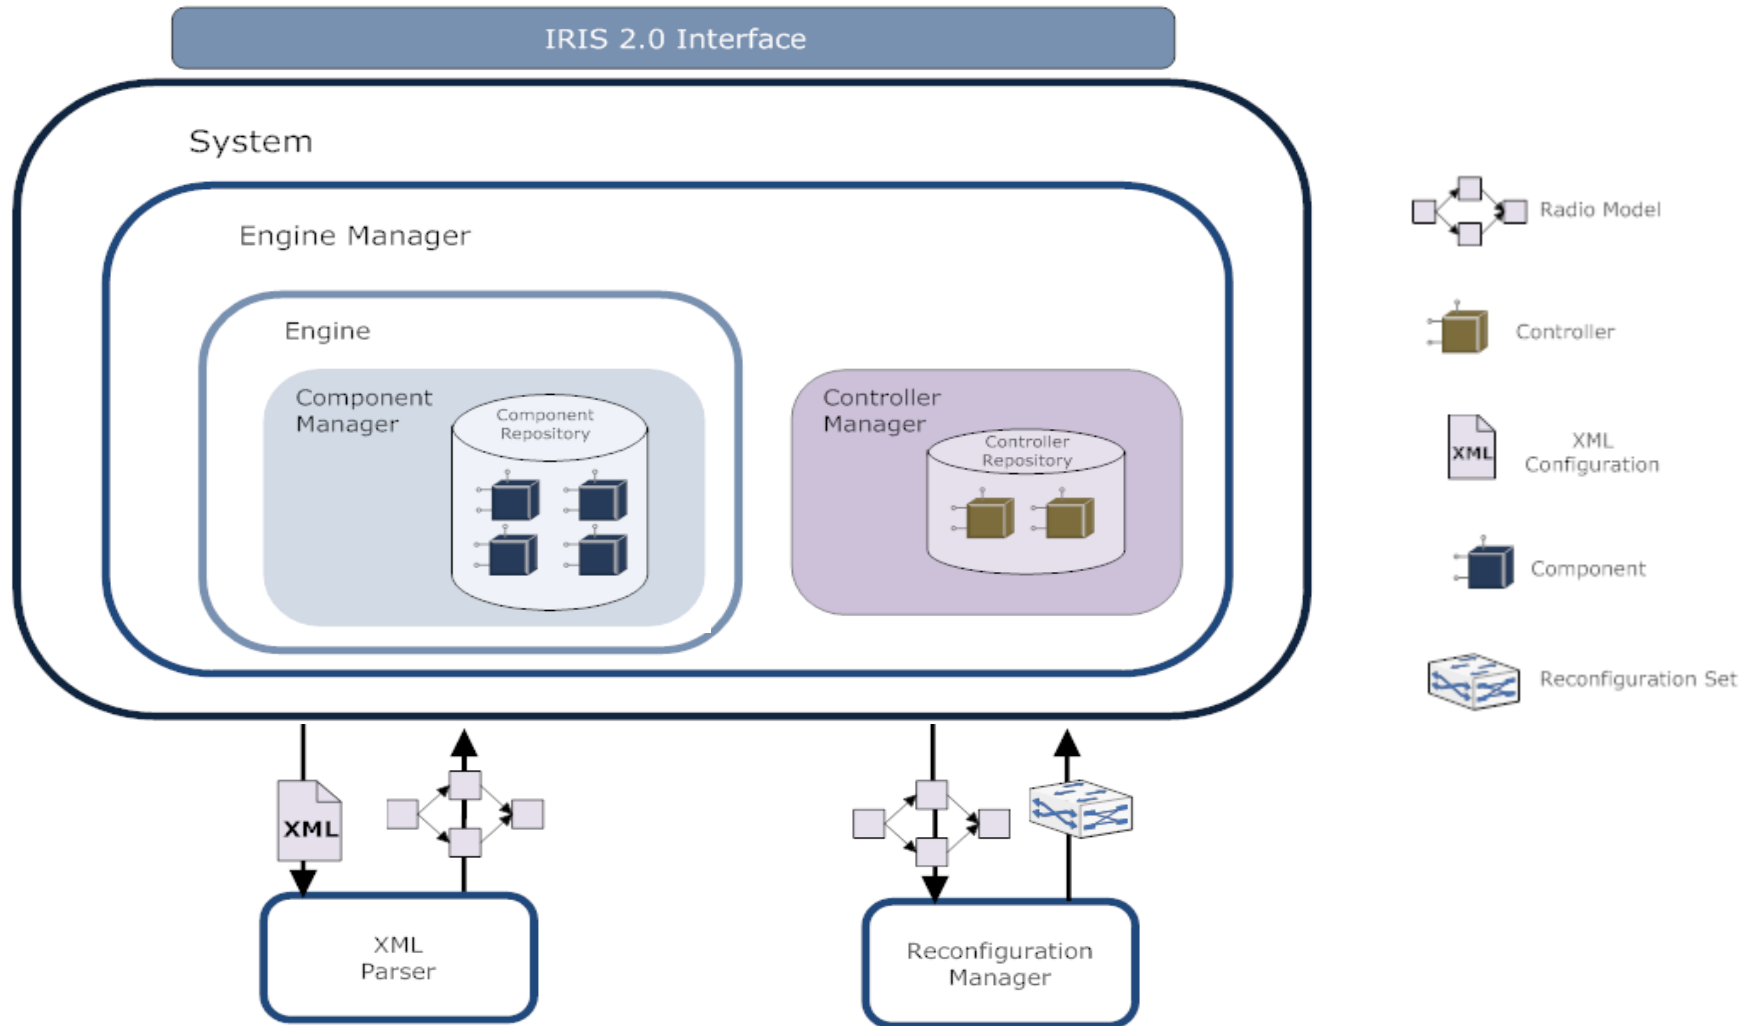 IRIS 2.0 Interface
System
Engine Manager
Engine
Component
Manager
Component
Repository
Controller
Manager
Controller
Repository
XML
XML
Parser
Reconfiguration
Manager
Radio Model
Controller
XML
XML
Configuration
Component
Reconfiguration Set